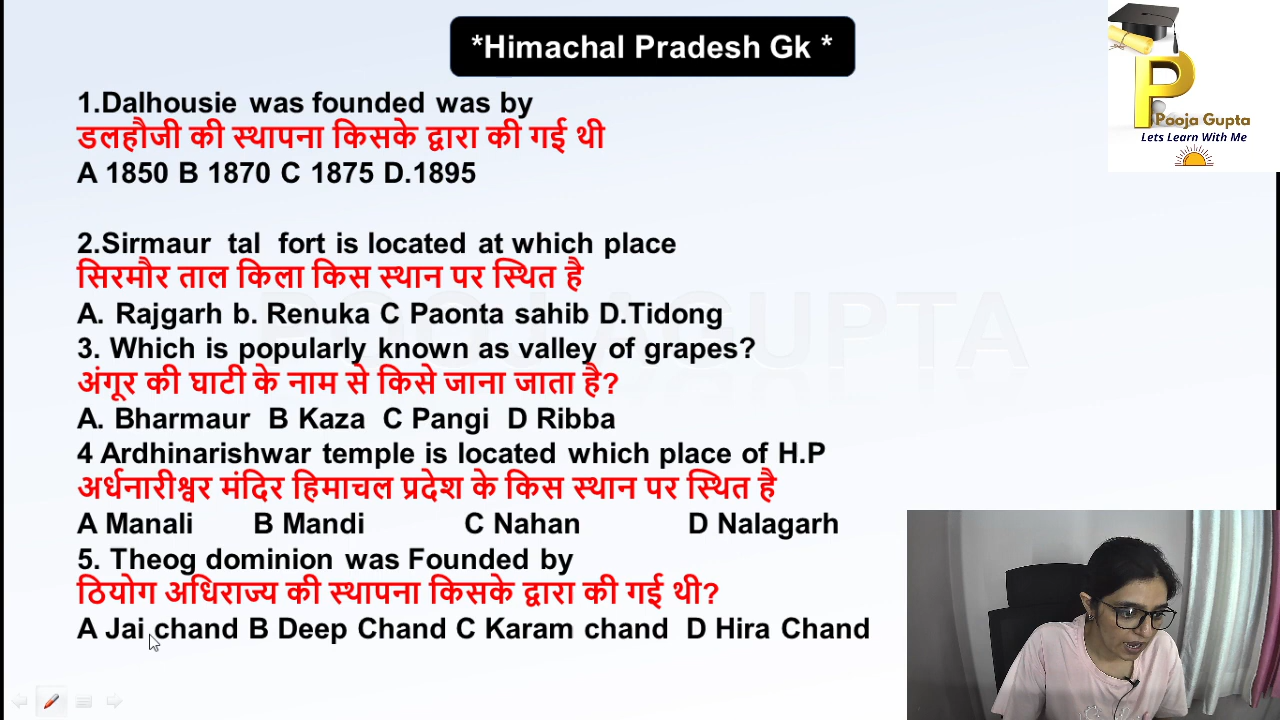 *Himachal Pradesh Gk *
P
Pooja Gupta
Lets Learn With Me
1.Dalhousie was founded was by
डलहौजी की स्थापना किसके द्वारा की गई थी
A 1850 B 1870 C 1875 D.1895
2.Sirmaur tal fort is located at which place
सिरमौर ताल किला किस स्थान पर स्थित है
A. Rajgarh b. Renuka C Paonta sahib D.Tidong
3. Which is popularly known as valley of grapes?
अंगूर की घाटी के नाम से किसे जाना जाता है?
A. Bharmaur B Kaza C Pangi D Ribba
4 Ardhinarishwar temple is located which place of H.P
अर्धनारीश्वर मंदिर हिमाचल प्रदेश के किस स्थान पर स्थित है
A Manali B Mandi C Nahan D Nalagarh
5. Theog dominion was Founded by
ठियोग अधिराज्य की स्थापना किसके द्वारा की गई थी?
A Jai chand B Deep Chand C Karam chand D Hira Chand
POOJA GUPTA